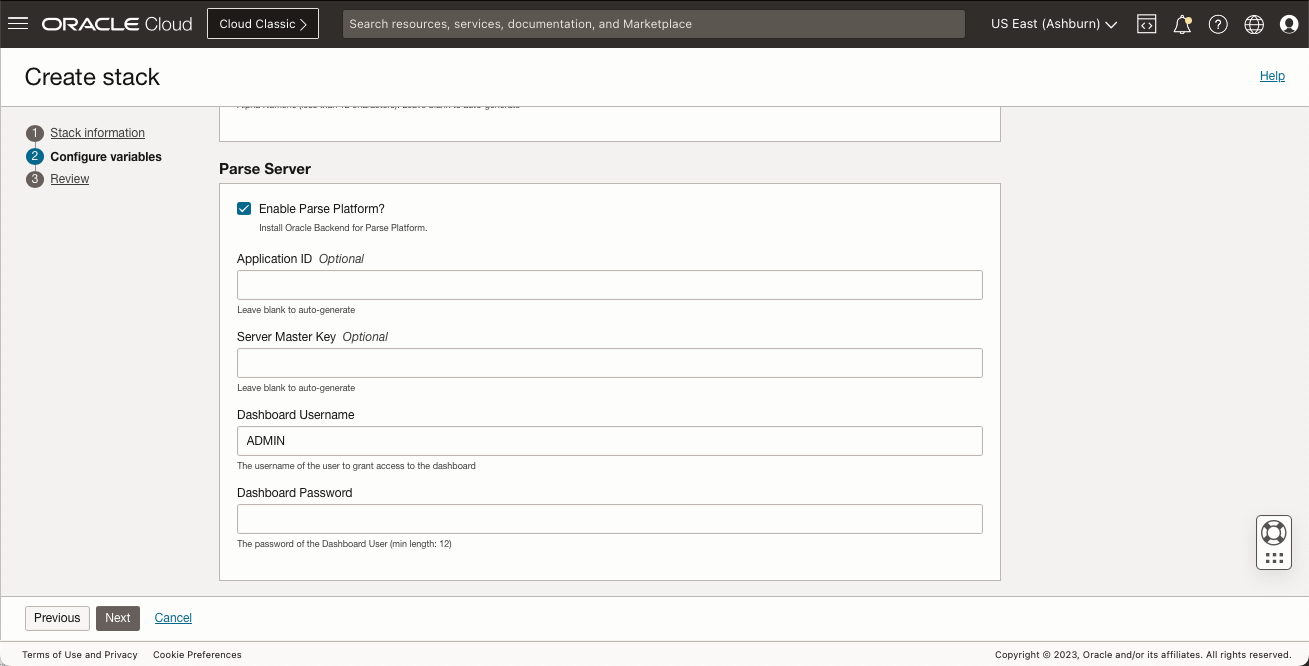 ORACLE Cloud
Cloud Classic >
Search resources, services, documentation, and Marketplace
US East (Ashburn)
Create stack
Help
1 Stack information
2 Configure variables
3 Review
Leave blank to auto-generate
Parse Server
Enable Parse Platform?
Install Oracle Backend for Parse Platform.
Application ID Optional
Leave blank to auto-generate
Server Master Key Optional
Leave blank to auto-generate
Dashboard Username
ADMIN
The username of the user to grant access to the dashboard
Dashboard Password
The password of the Dashboard User (min length: 12)
Previous
Next
Cancel
Terms of Use and Privacy
Cookie Preferences
Copyright © 2023, Oracle and/or its affiliates. All rights reserved.